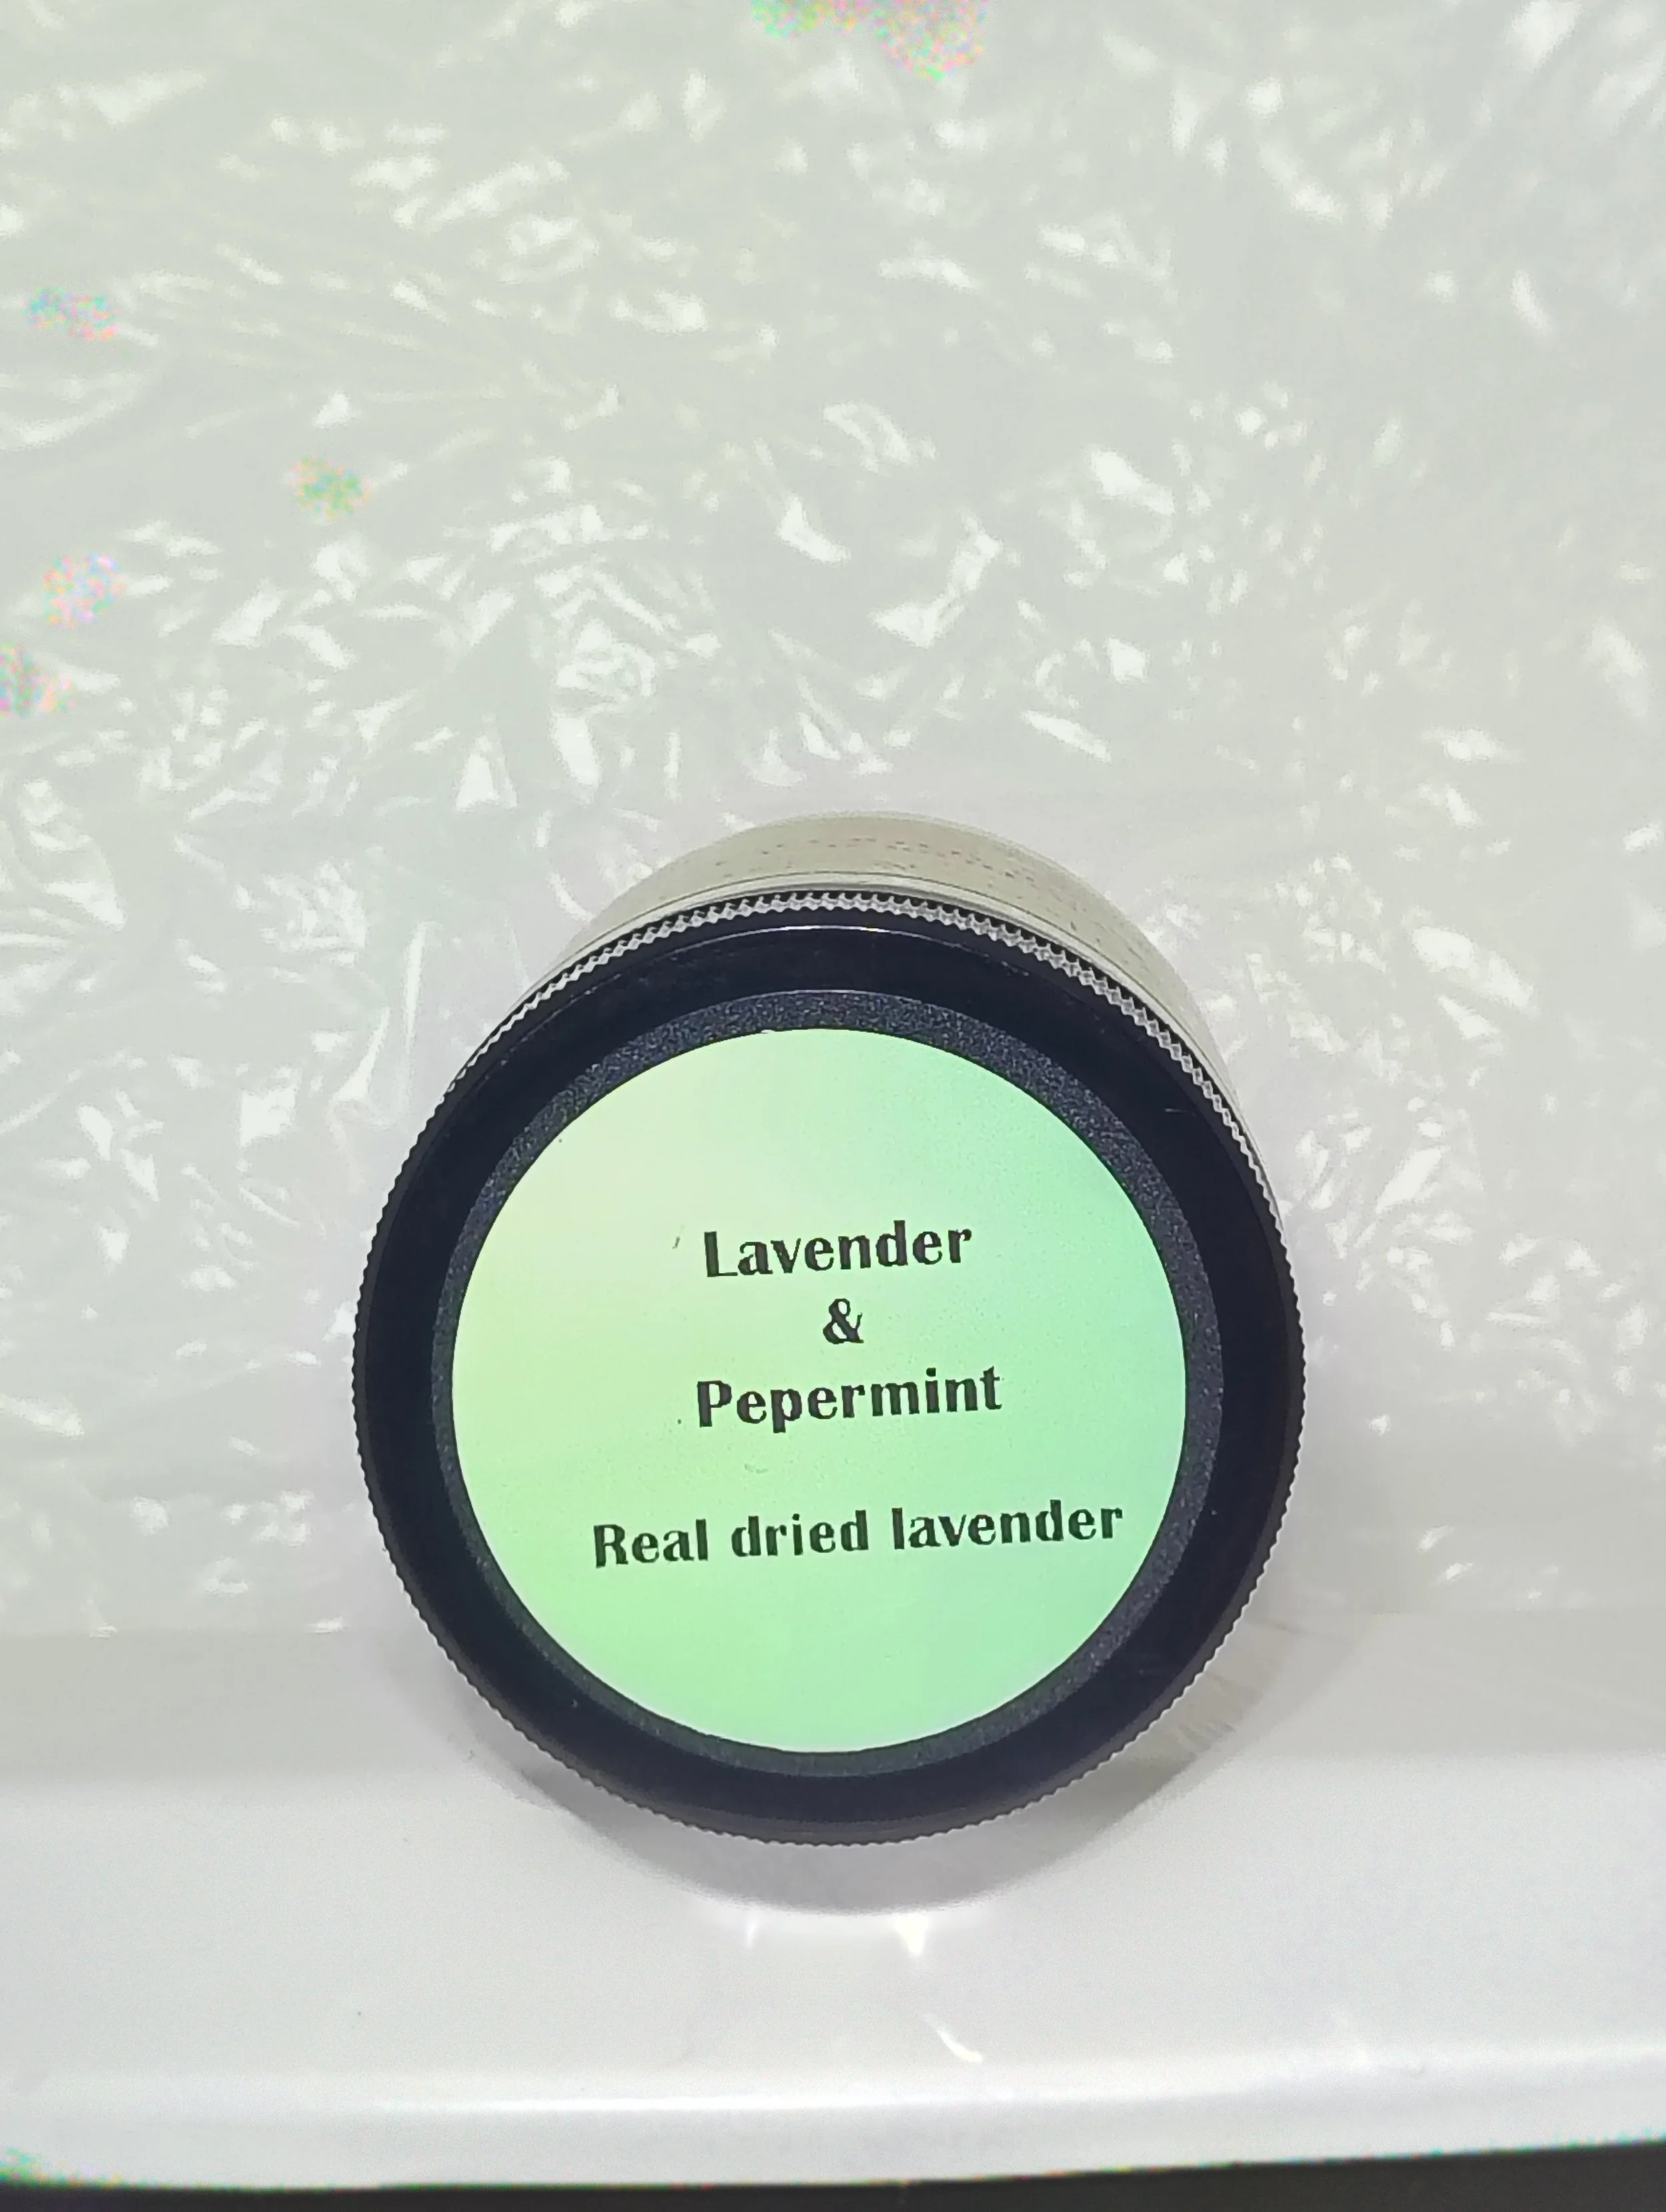 Lavender
&
Pepermint
Real dried lavender